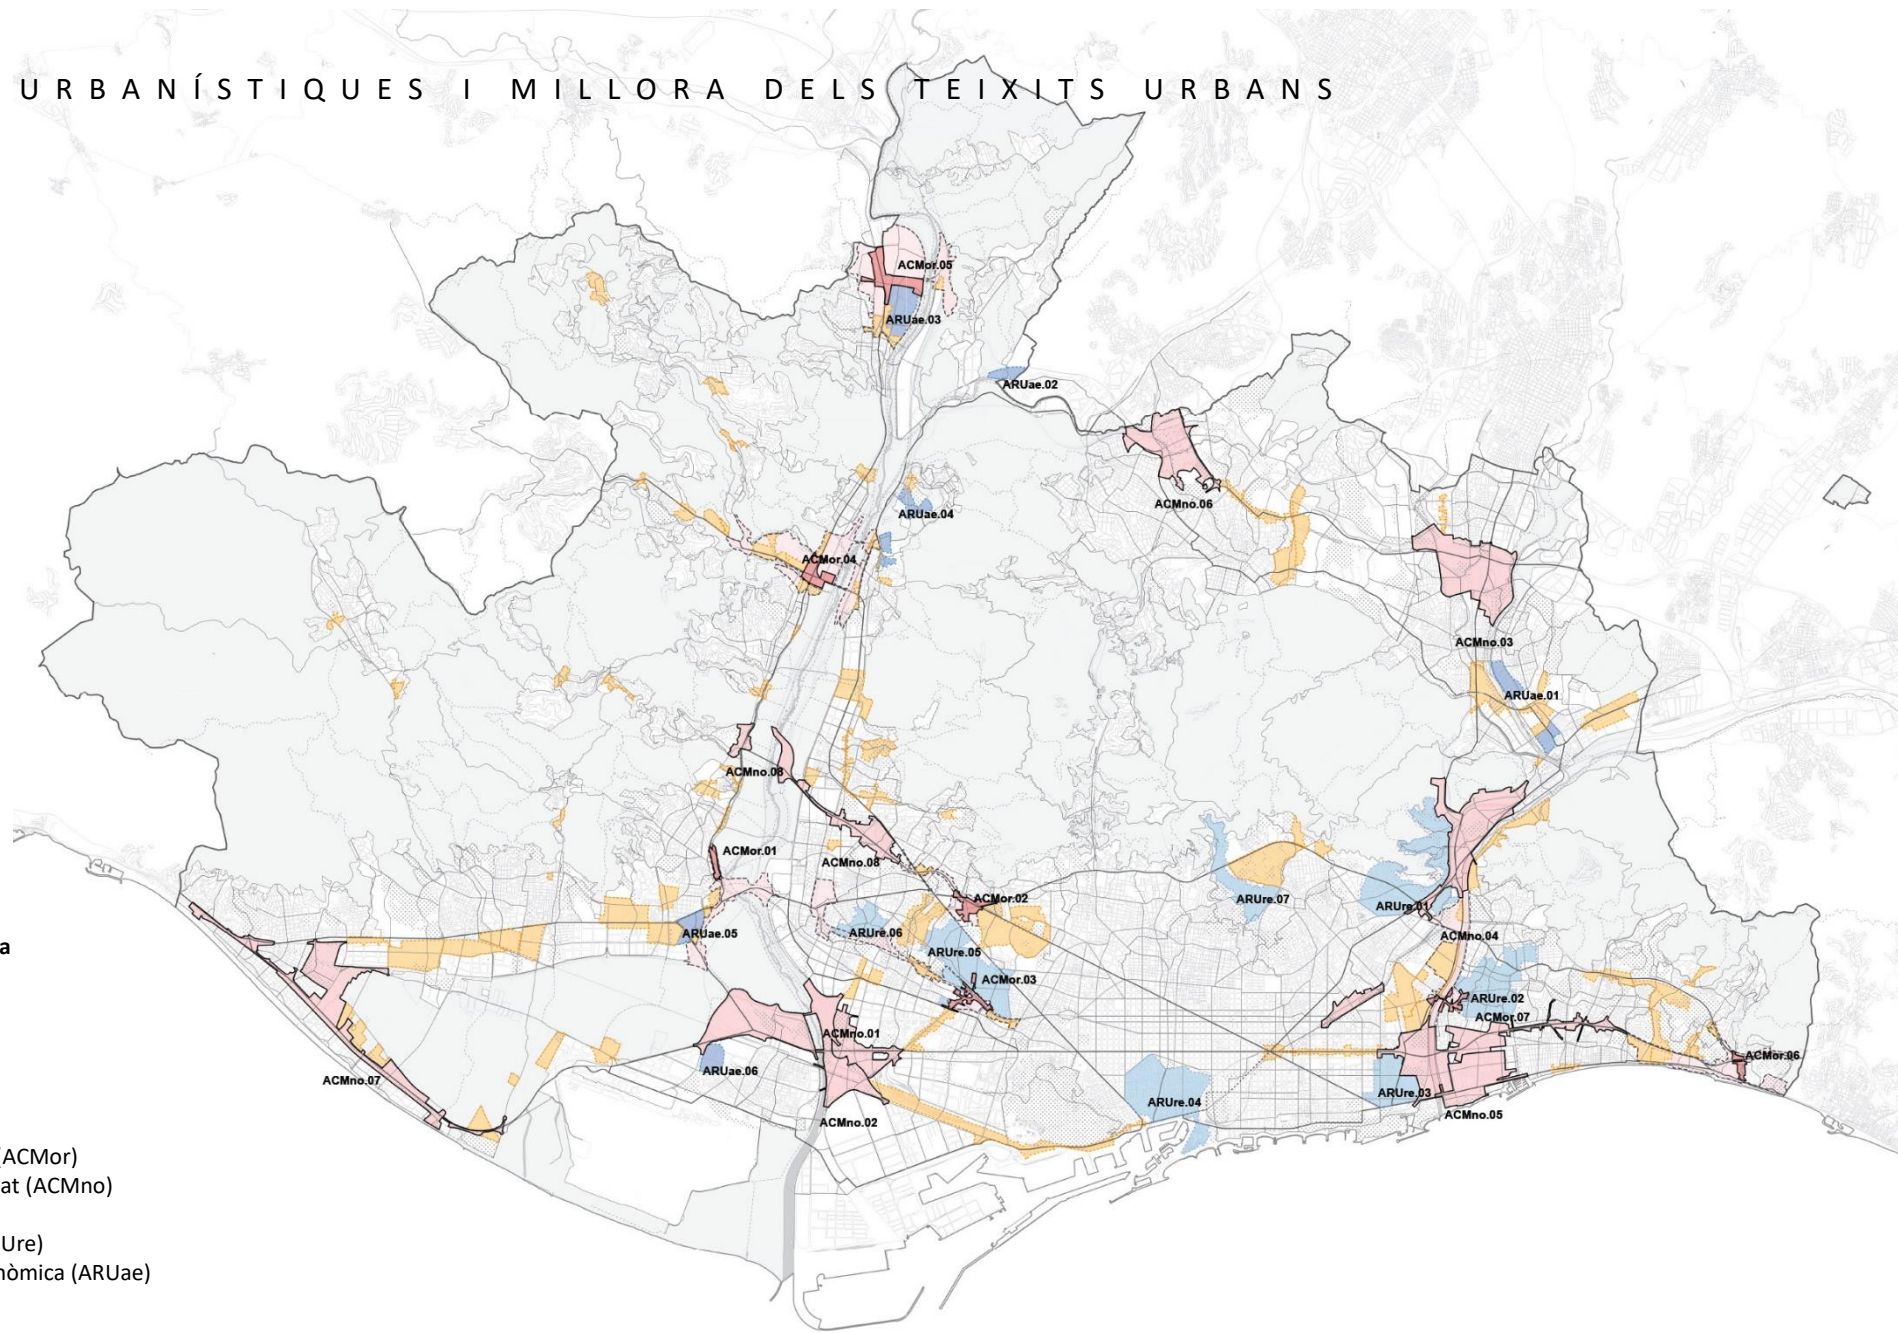 URBANÍSTIQUES I MILLORA DELS TEIXITS URBANS
ACMor.05
ARUae.03
ARUae.02
ACMno.06
ARUae.04
ACMor.04
ACMno.03
ARUae.01
ACMno.08
ACMor.01
ACMno.08
ACMor.02
ARUre.07
ARUre.01
ARUae.05
ARUre.06
ACMno.04
a
ARUre.05
ACMor.03
ARUre.02
ACMor.07
ACMno.01
ACMor.06
ARUae.06
ACMno.07
ARUre.03
ARUre.04
ACMno.05
ACMno.02
(ACMor)
at (ACMno)
Ure)
nòmica (ARUae)